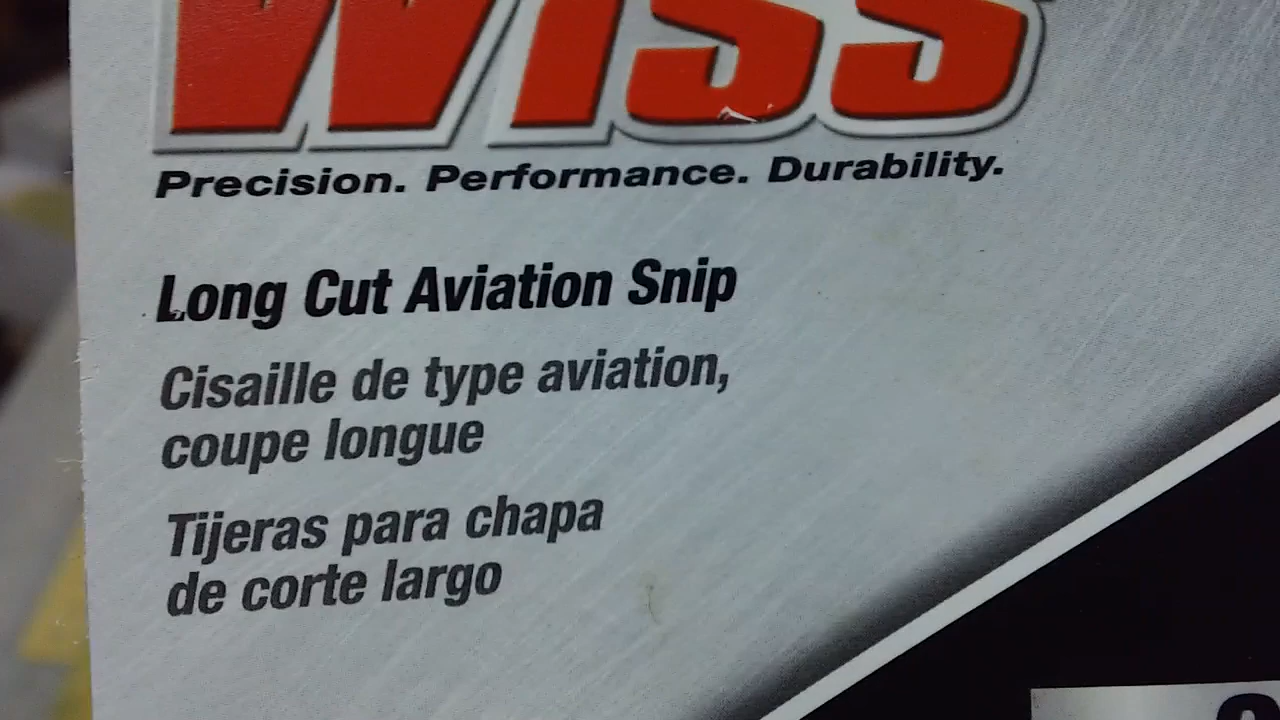 Wiss
Precision. Performance. Durability.
Long Cut Aviation Snip
Cisaille de type aviation,
coupe longue
Tijeras para chapa
de corte largo